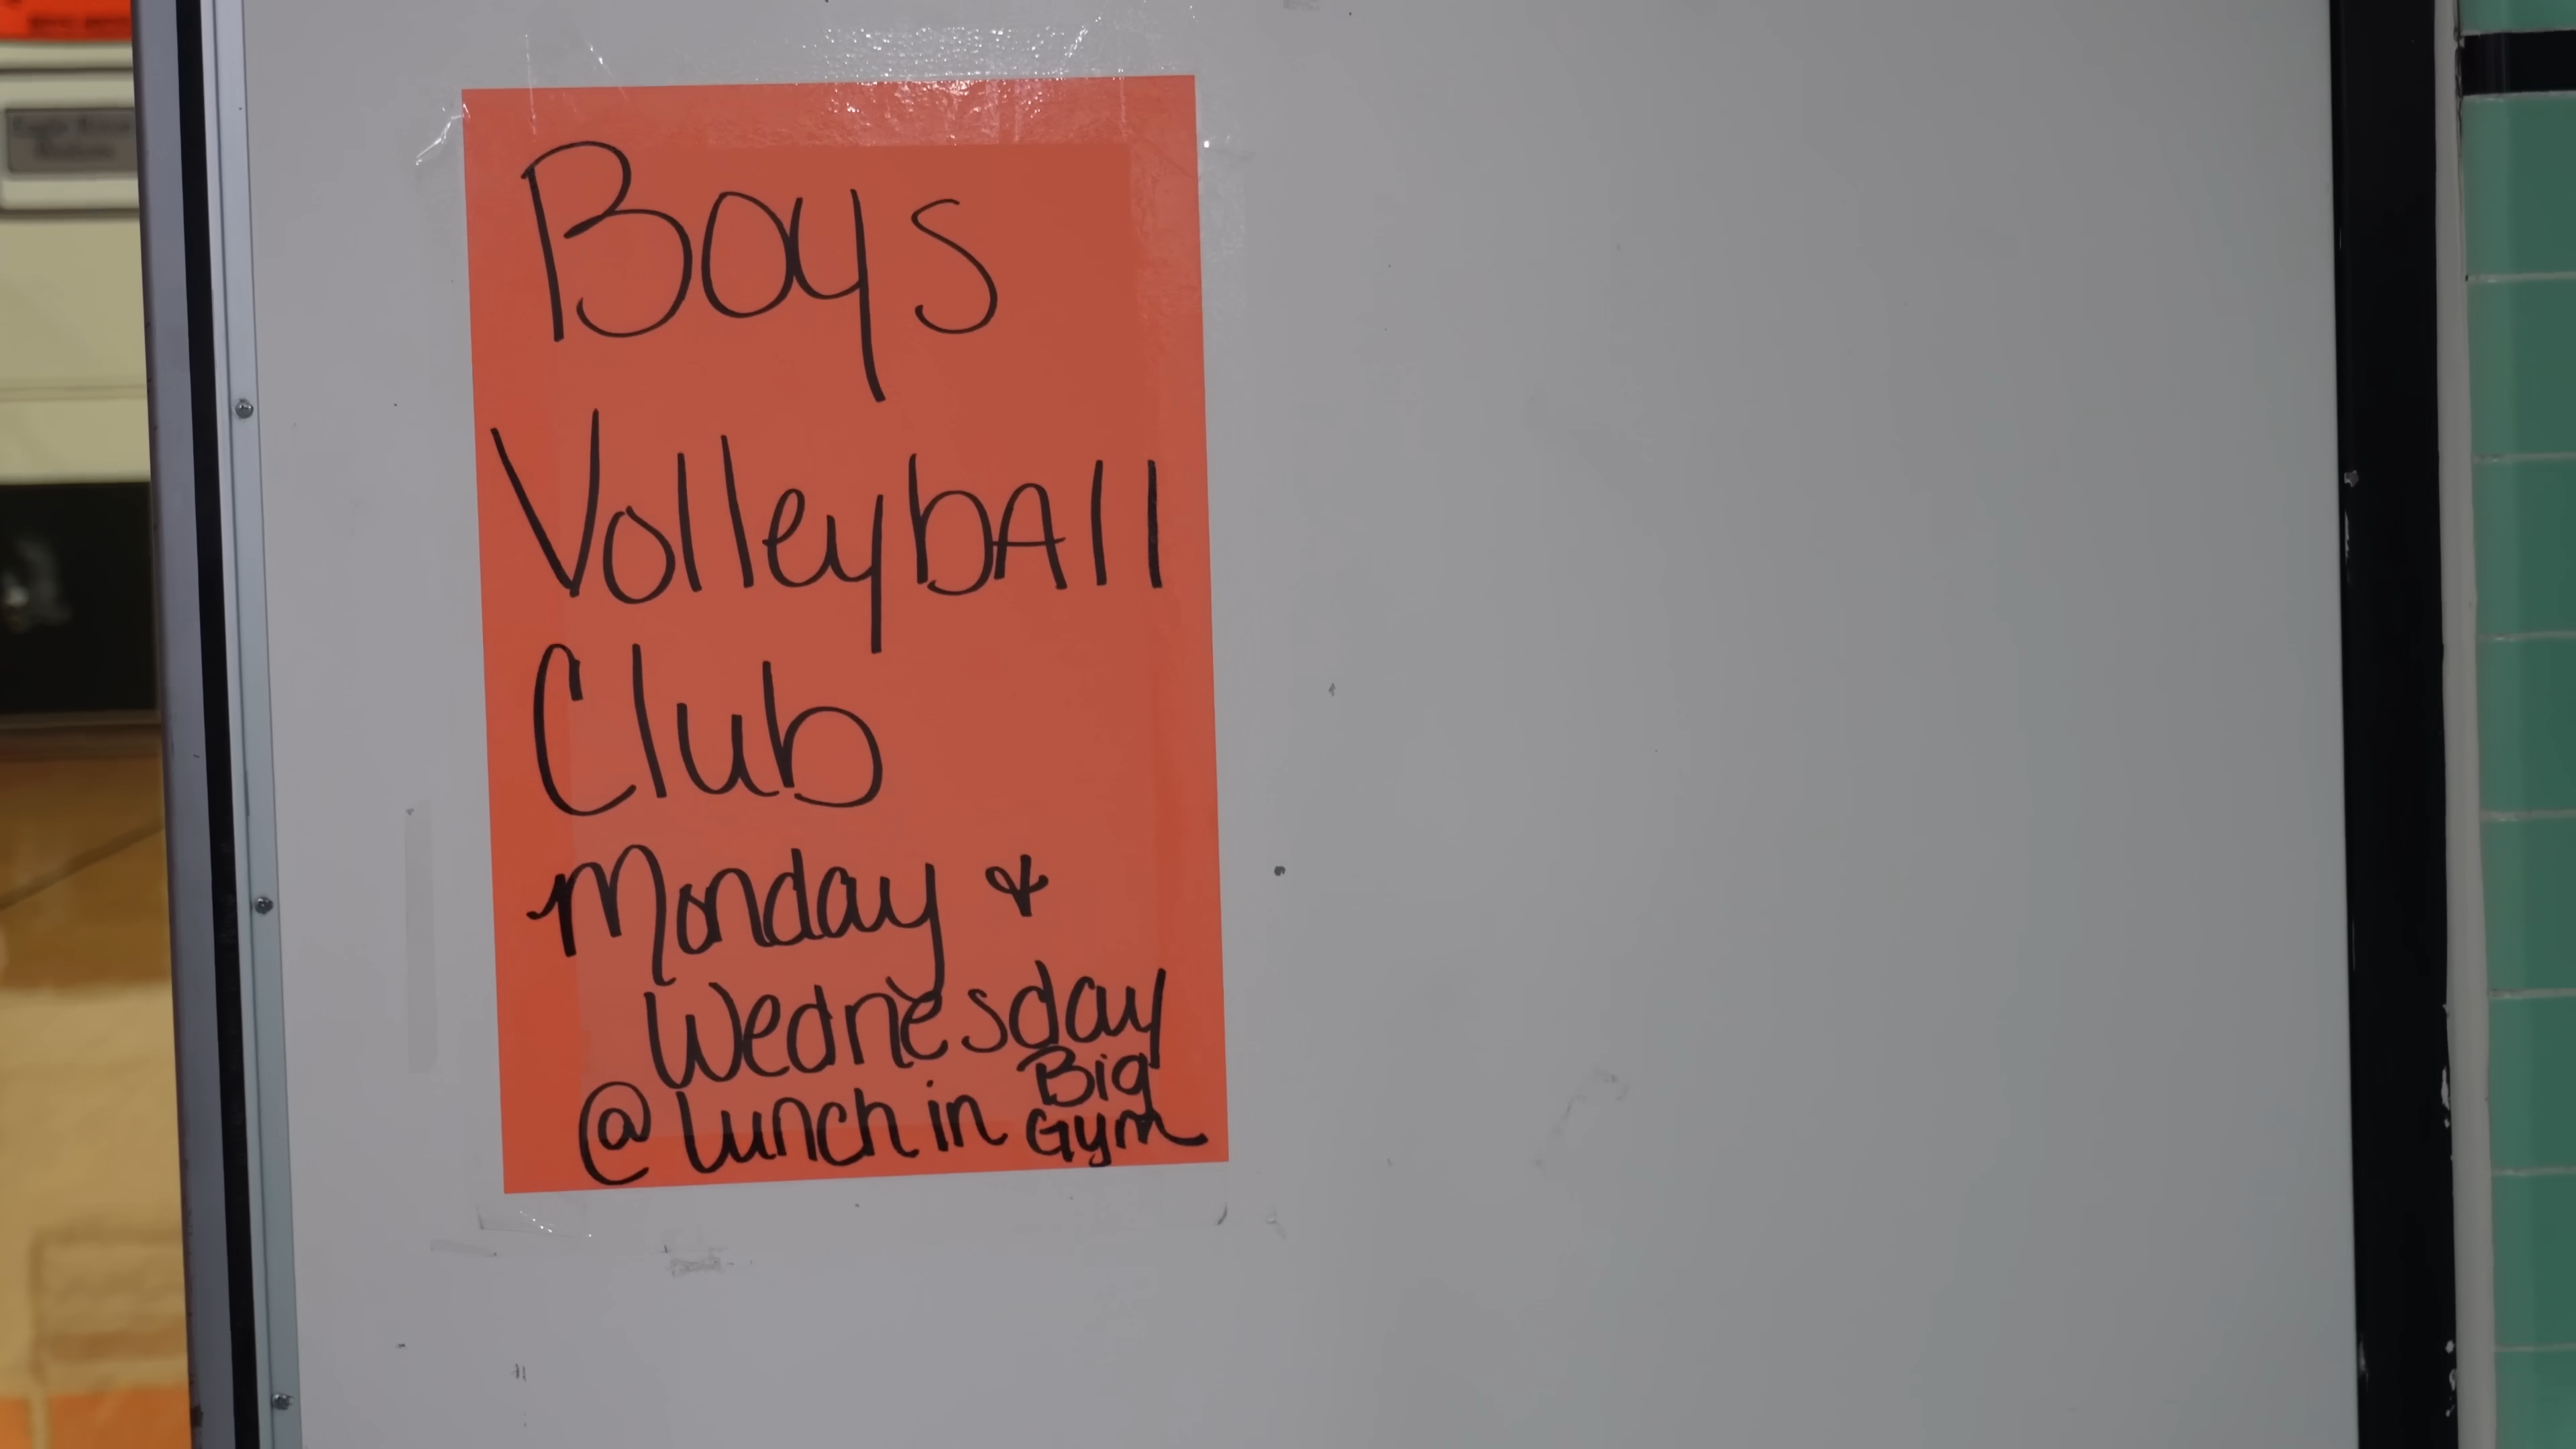 Boys
VolleybAll
Club
Monday &
Wednesday
@ Lunch in Big
Gym